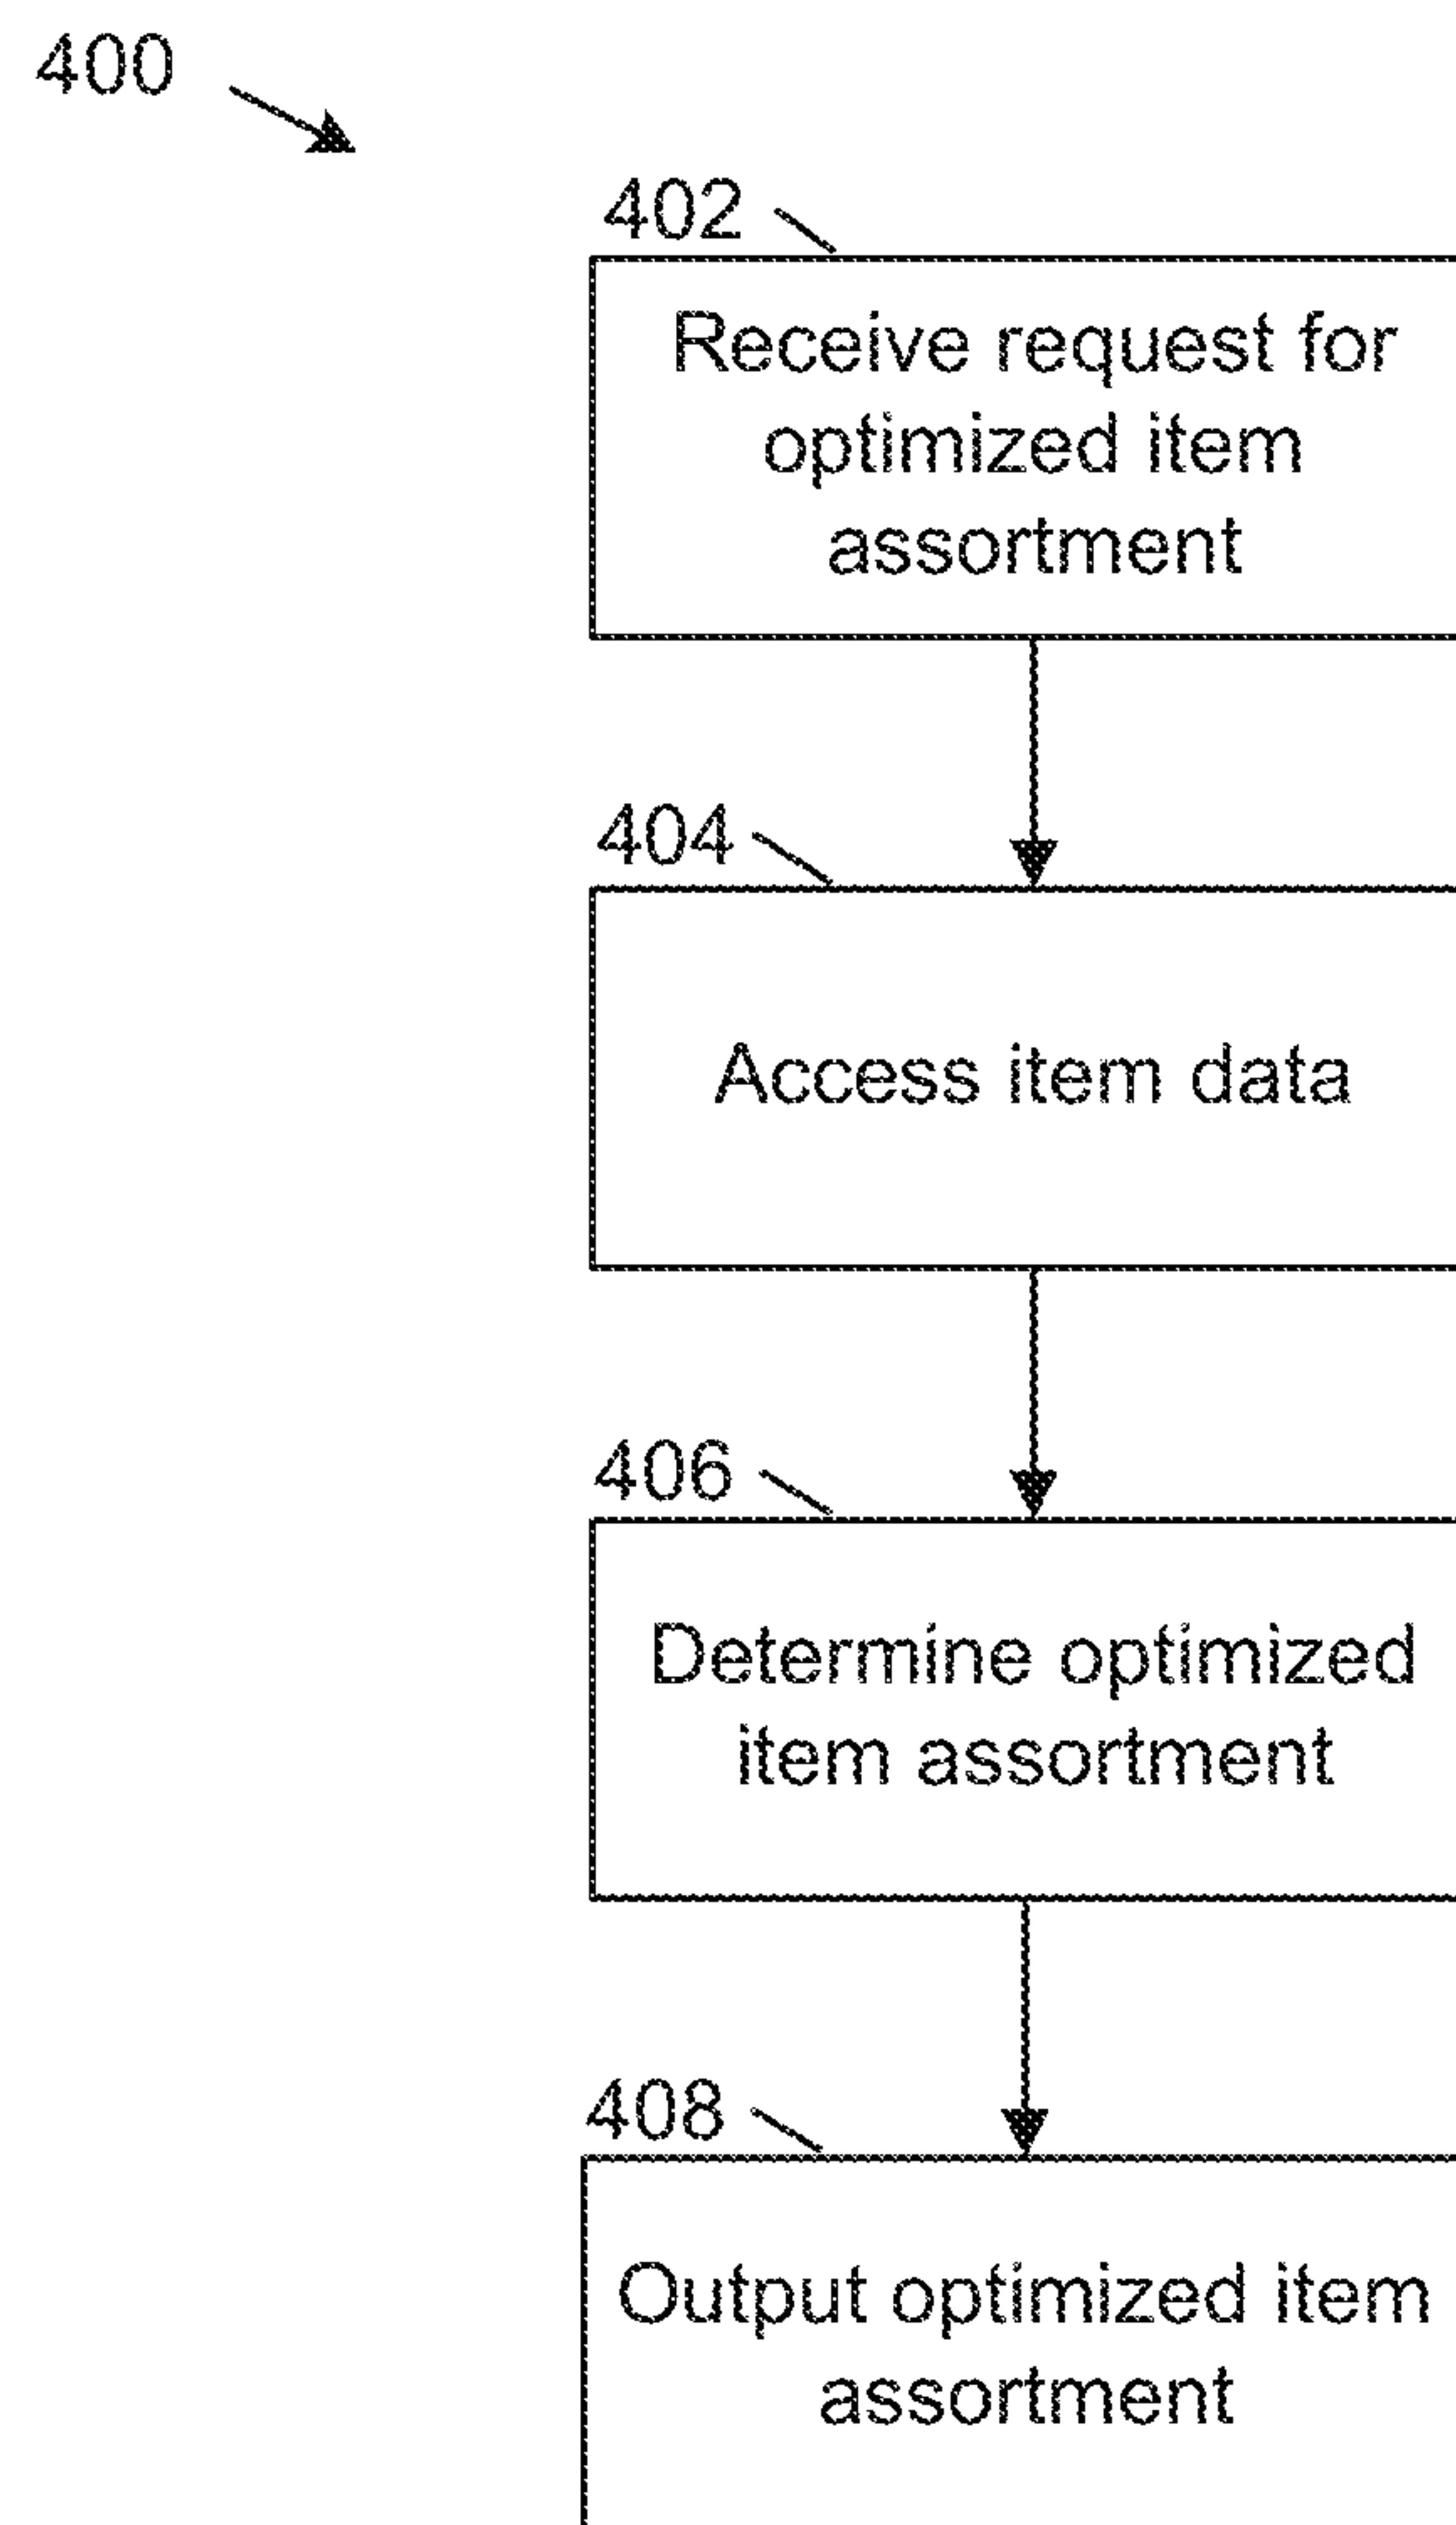 400
402
Receive request for
optimized item
assortment
404
Access item data
406
Determine optimized
item assortment
408
Output optimized item
assortment